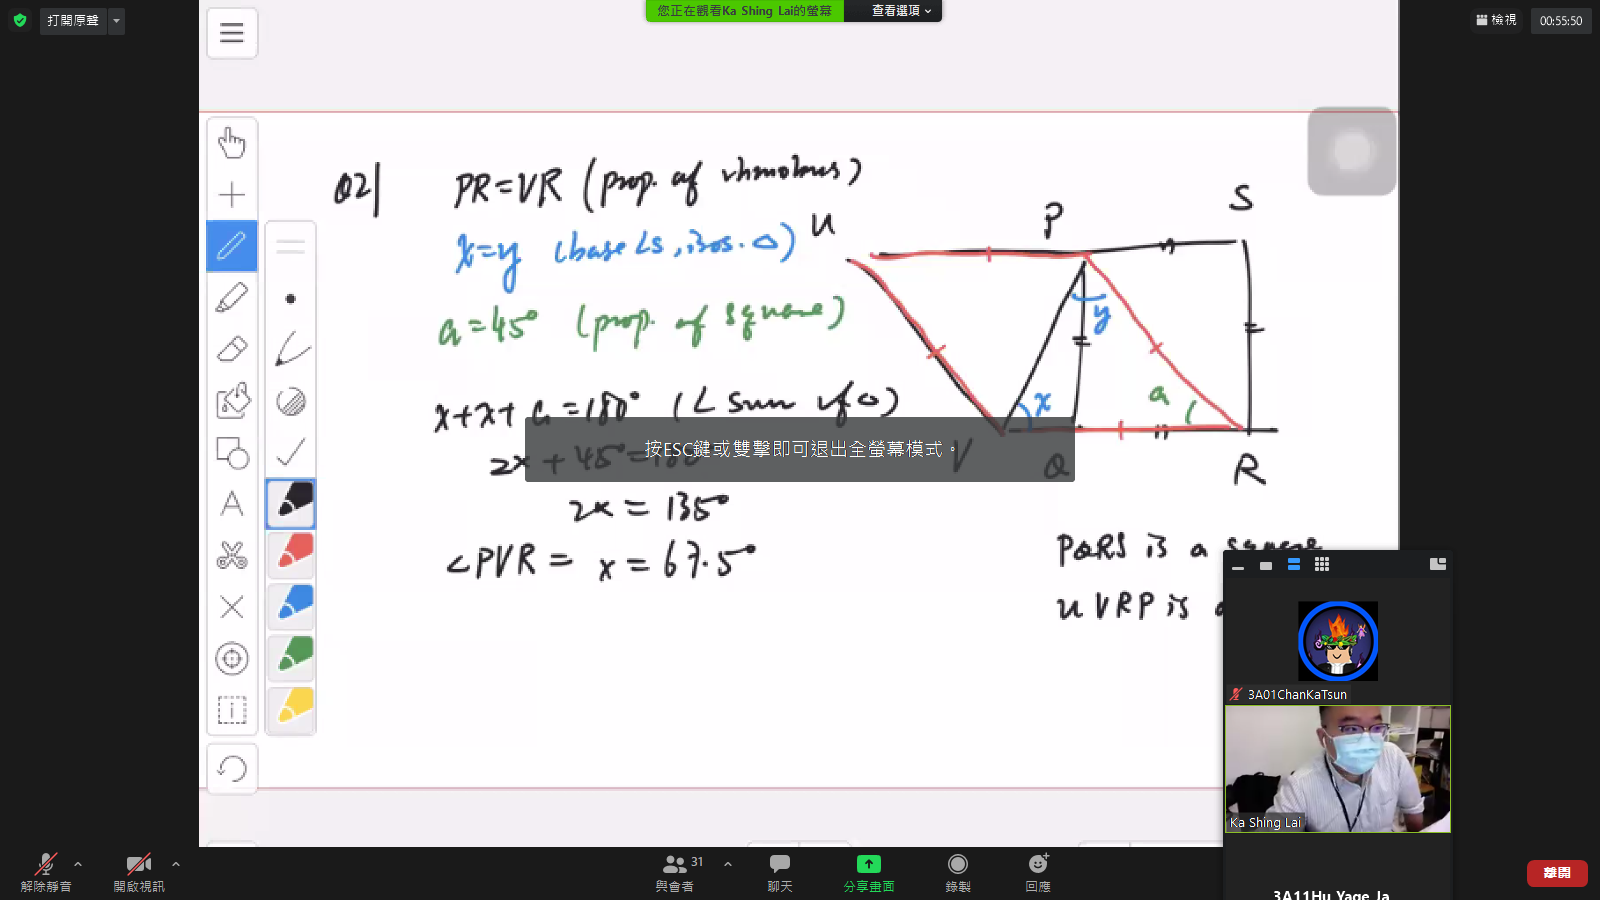 打開原聲
您正在觀看Ka Shing Lai的螢幕
查看選項
檢視
00:55:50
Q2)
PR=VR (prop. of rhmobus)
x=y (base ∠s, isos. △)
a=45° (prop. of square)
x+x+a=180° (∠ sum of △)
2x+45°=180°
2x = 135°
∠PVR = x = 67.5°
U
P
S
y
x
a
V
Q
R
PQRS is a square
UVRP is a
按ESC鍵或雙擊即可退出全螢幕模式。
3A01ChanKaTsun
Ka Shing Lai
3A11Hu Yage Ja
解除靜音
開啟視訊
與會者
31
聊天
分享畫面
錄製
回應
離開